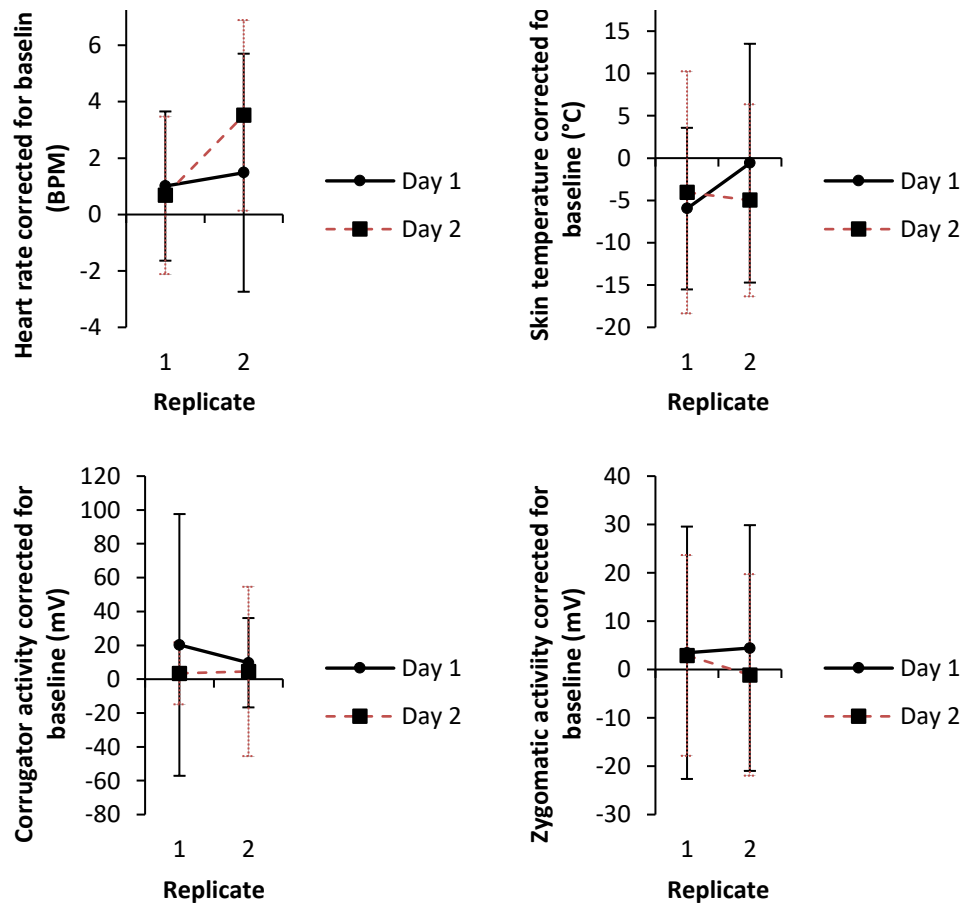 Heart rate corrected for baselin
(BPM)
6
4
2
0
-2
-4
1 2
Replicate
Day 1
Day 2
Skin temperature corrected fo
baseline (°C)
15
10
5
0
-5
-10
-15
-20
1 2
Replicate
Day 1
Day 2
Corrugator activity corrected for
baseline (mV)
120
100
80
60
40
20
0
-20
-40
-60
-80
1 2
Replicate
Day 1
Day 2
Zygomatic activiity corrected for
baseline (mV)
40
30
20
10
0
-10
-20
-30
1 2
Replicate
Day 1
Day 2